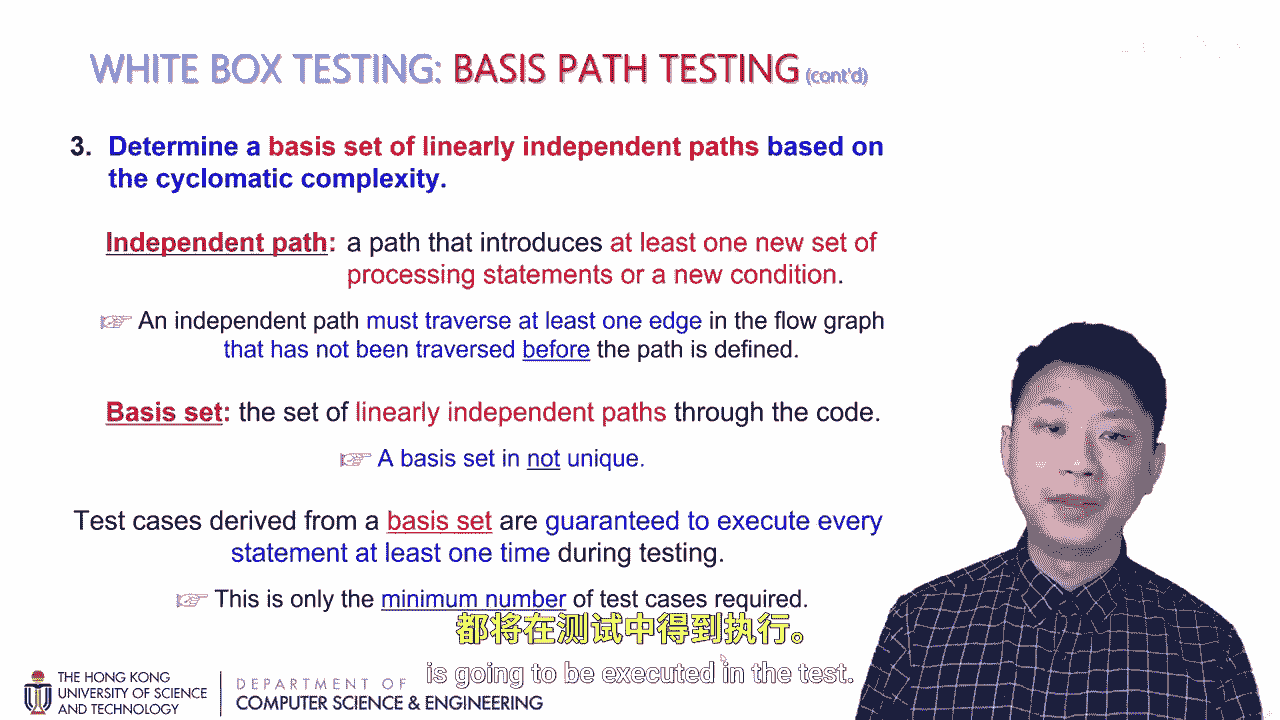 WHITE BOX TESTING: BASIS PATH TESTING (cont'd)
3. Determine a basis set of linearly independent paths based on
the cyclomatic complexity.
Independent path: a path that introduces at least one new set of
processing statements or a new condition.
☞ An independent path must traverse at least one edge in the flow graph
that has not been traversed before the path is defined.
Basis set: the set of linearly independent paths through the code.
☞ A basis set in not unique.
Test cases derived from a basis set are guaranteed to execute every
statement at least one time during testing.
☞ This is only the minimum number of test cases required.
都将在测试中得到执行。
is going to be executed in the test.
THE HONG KONG
UNIVERSITY OF SCIENCE
AND TECHNOLOGY
DEPARTMENT OF
COMPUTER SCIENCE & ENGINEERING